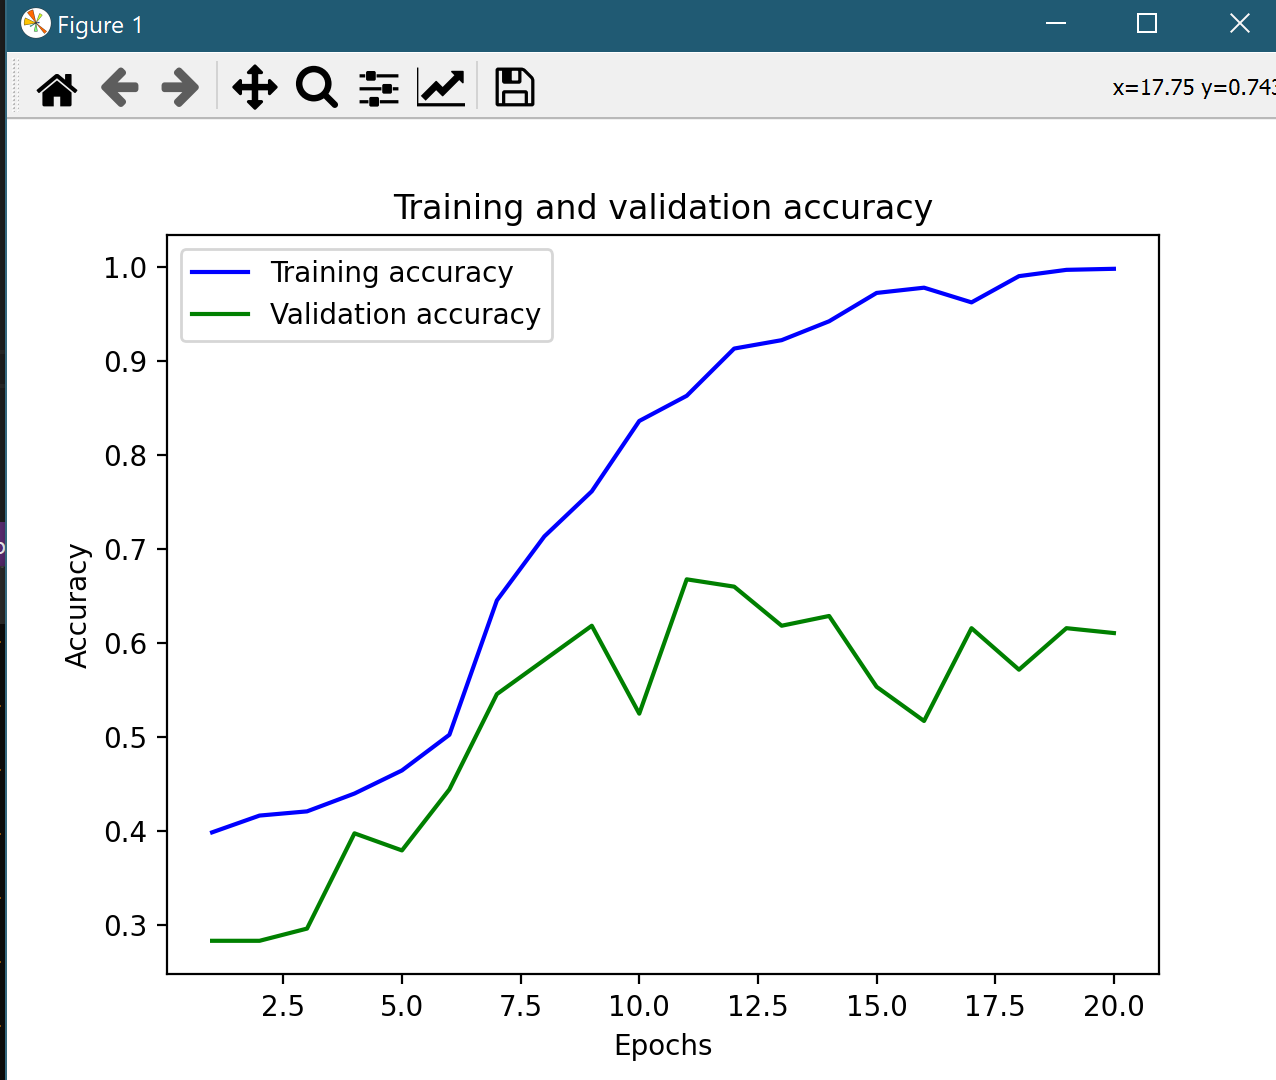 Figure 1
x=17.75 y=0.743
Training and validation accuracy
Training accuracy
Validation accuracy
1.0
0.9
0.8
0.7
0.6
0.5
0.4
0.3
Accuracy
2.5 5.0 7.5 10.0 12.5 15.0 17.5 20.0
Epochs